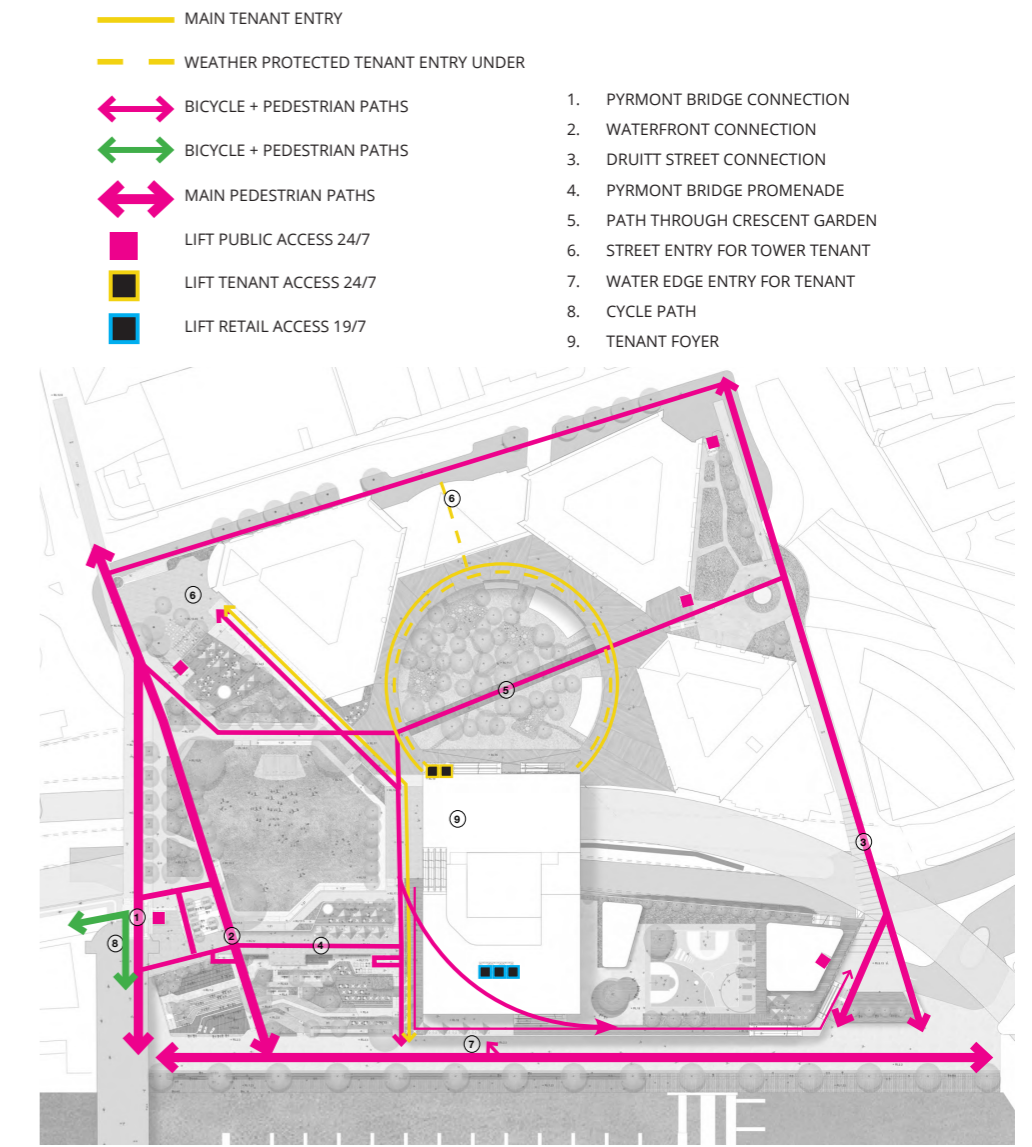 MAIN TENANT ENTRY
WEATHER PROTECTED TENANT ENTRY UNDER
BICYCLE + PEDESTRIAN PATHS
BICYCLE + PEDESTRIAN PATHS
MAIN PEDESTRIAN PATHS
LIFT PUBLIC ACCESS 24/7
LIFT TENANT ACCESS 24/7
LIFT RETAIL ACCESS 19/7
1. PYRMONT BRIDGE CONNECTION
2. WATERFRONT CONNECTION
3. DRUITT STREET CONNECTION
4. PYRMONT BRIDGE PROMENADE
5. PATH THROUGH CRESCENT GARDEN
6. STREET ENTRY FOR TOWER TENANT
7. WATER EDGE ENTRY FOR TENANT
8. CYCLE PATH
9. TENANT FOYER
6
6
5
9
3
1
2
8
4
7